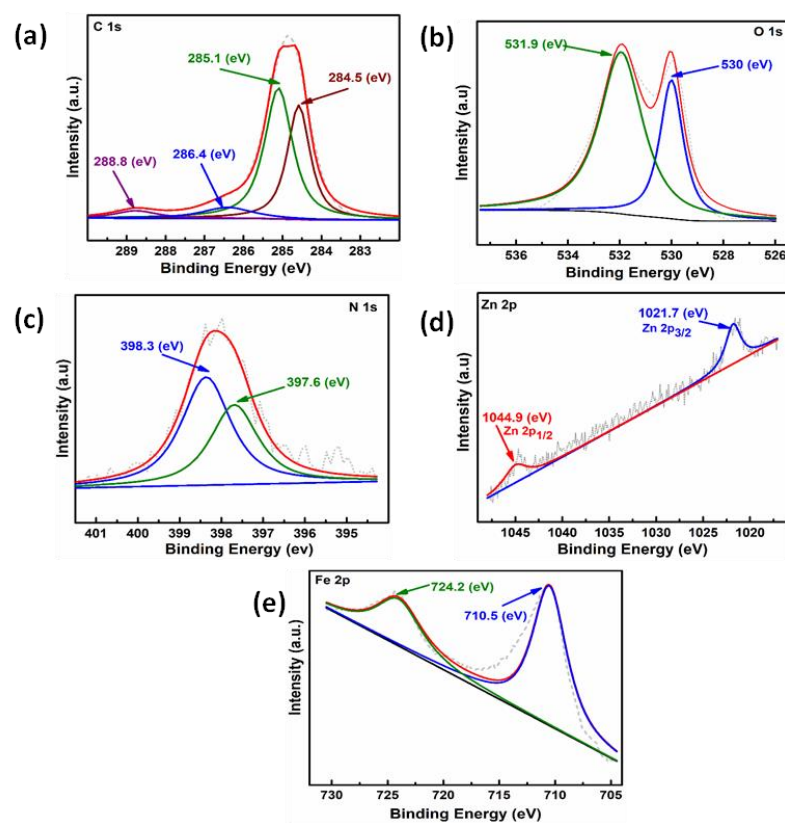 (a)
C 1s
285.1 (eV)
284.5 (eV)
288.8 (eV)
286.4 (eV)
Intensity (a.u.)
289 288 287 286 285 284 283
Binding Energy (eV)
(b)
O 1s
531.9 (eV)
530 (eV)
Intensity (a.u.)
536 534 532 530 528 526
Binding Energy (eV)
(c)
N 1s
398.3 (eV)
397.6 (eV)
Intensity (a.u)
401 400 399 398 397 396 395
Binding Energy (ev)
(d)
Zn 2p
1021.7 (eV)
Zn 2p3/2
1044.9 (eV)
Zn 2p1/2
Intensity (a.u)
1045 1040 1035 1030 1025 1020
Binding Energy (eV)
(e)
Fe 2p
724.2 (eV)
710.5 (eV)
Intensity (a.u.)
730 725 720 715 710 705
Binding Energy (eV)